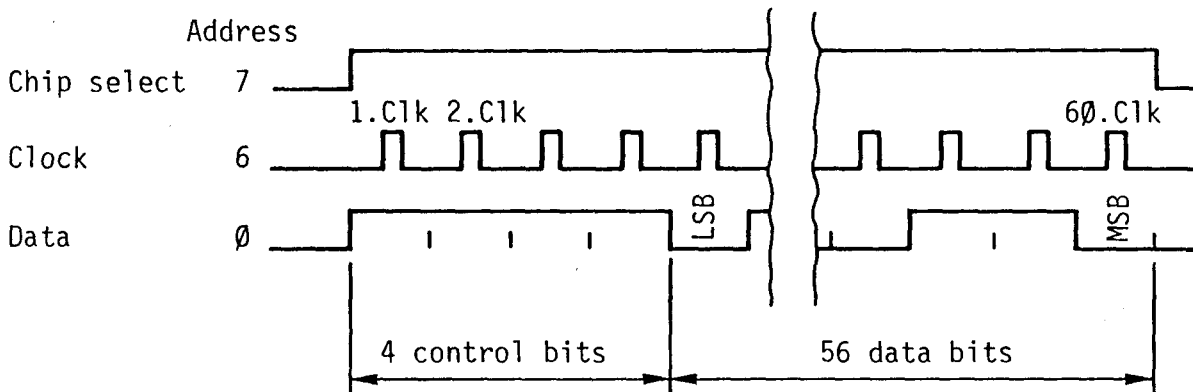 Address
Chip select 7
1.Clk 2.Clk 6Ø.Clk
Clock 6
LSB MSB
Data Ø
4 control bits 56 data bits